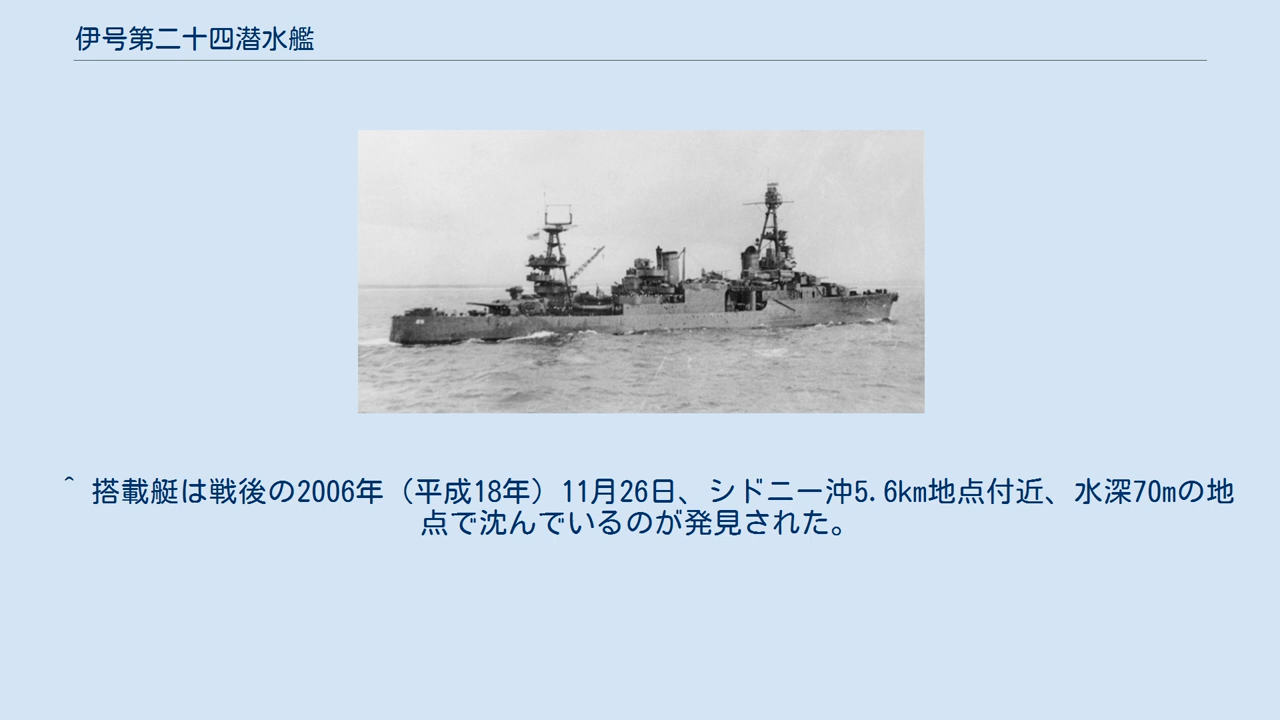 伊号第二十四潜水艦
^ 搭載艇は戦後の2006年（平成18年）11月26日、シドニー沖5.6km地点付近、水深70mの地
点で沈んでいるのが発見された。